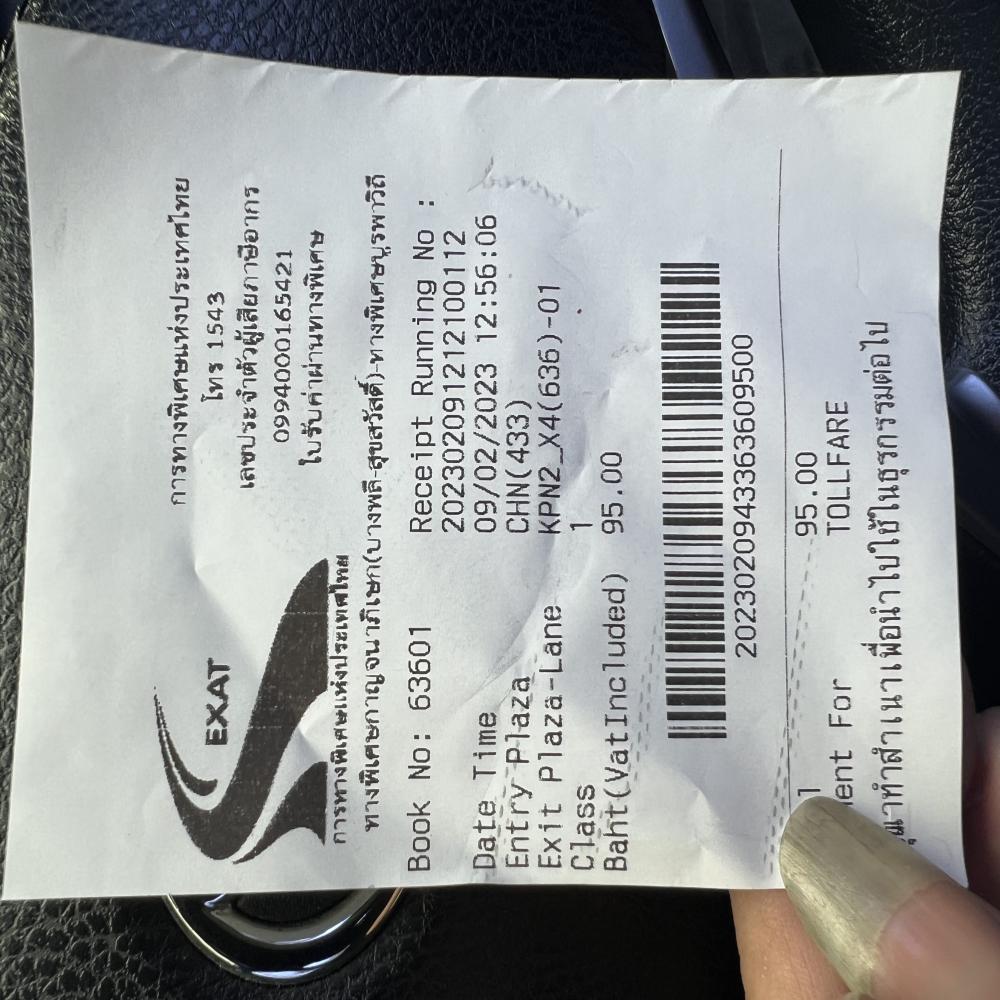 EXAT
การทางพิเศษแห่งประเทศไทย
การทางพิเศษแห่งประเทศไทย
โทร 1543
เลขประจำตัวผู้เสียภาษีอากร
0994000165421
ใบรับค่าผ่านทางพิเศษ
ทางพิเศษกาญจนาภิเษก(บางพลี-สุขสวัสดิ์)-ทางพิเศษบูรพาวิถี
Book No: 63601 Receipt Running No :
202302091212100112
Date Time 09/02/2023 12:56:06
Entry Plaza CHN(433)
Exit Plaza-Lane KPN2_X4(636)-01
Class 1
Baht(VatIncluded) 95.00
2023020943363609500
95.00
For TOLLFARE
ทำสำเนาเพื่อนำไปใช้ในธุรกรรมต่อไป